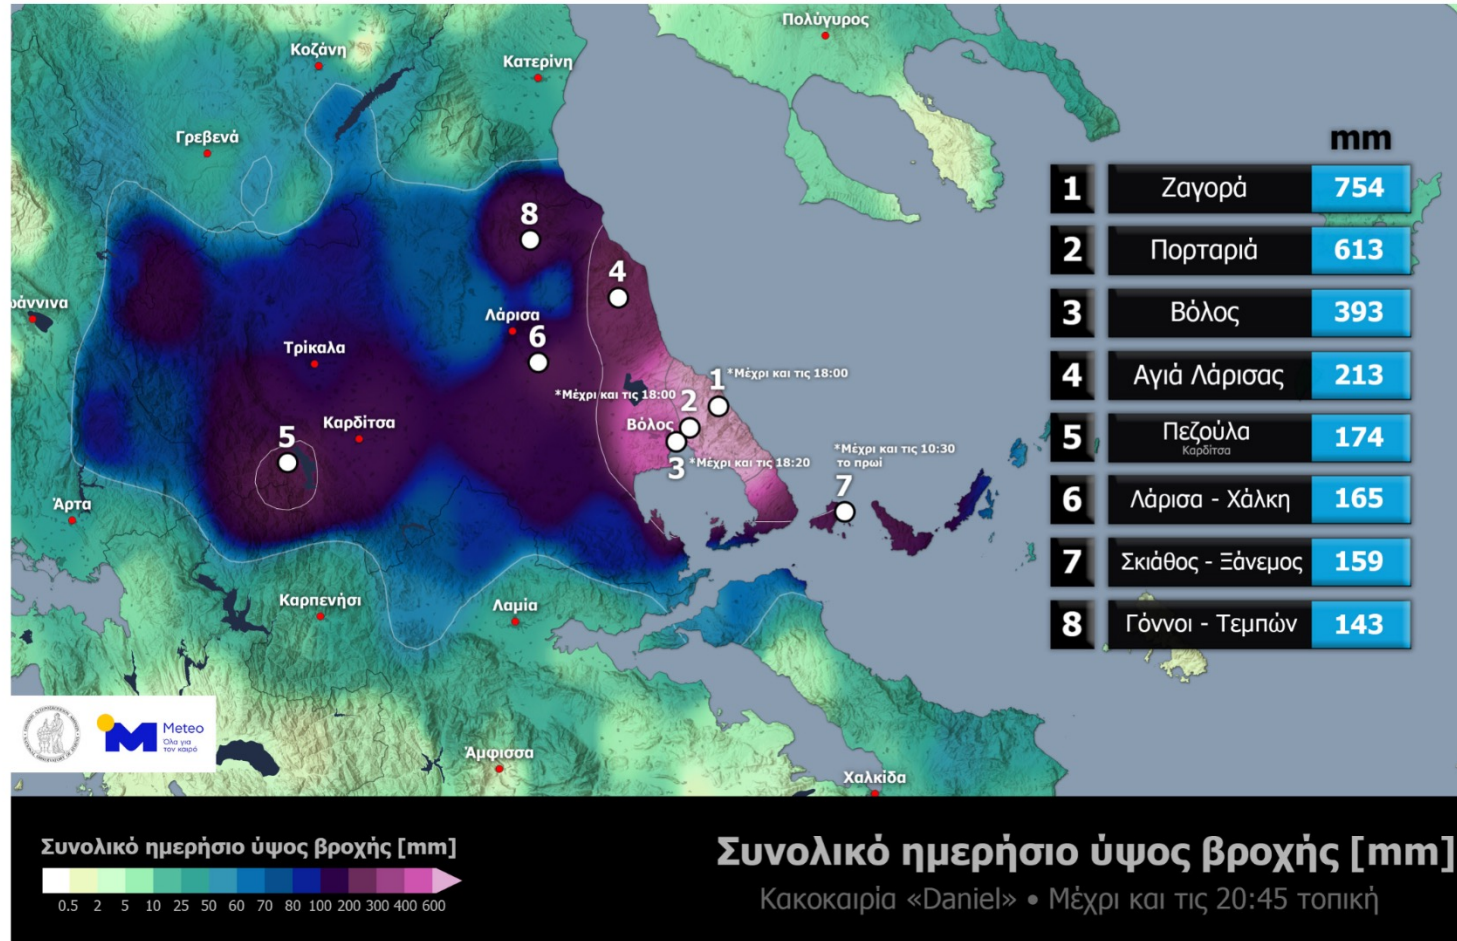 Πολύγυρος
Κοζάνη
Κατερίνη
Γρεβενά
ωάννινα
Λάρισα
Τρίκαλα
Καρδίτσα
Βόλος
Άρτα
Καρπενήσι
Λαμία
Άμφισσα
Χαλκίδα
8
4
6
1 *Μέχρι και τις 18:00
*Μέχρι και τις 18:00 2
5
3 *Μέχρι και τις 18:20
*Μέχρι και τις 10:30
το πρωί
7
mm
1 Ζαγορά 754
2 Πορταριά 613
3 Βόλος 393
4 Αγιά Λάρισας 213
5 Πεζούλα 174
Καρδίτσα
6 Λάρισα - Χάλκη 165
7 Σκιάθος - Ξάνεμος 159
8 Γόννοι - Τεμπών 143
Meteo
Όλα για
τον καιρό
Συνολικό ημερήσιο ύψος βροχής [mm]
0.5 2 5 10 25 50 60 70 80 100 200 300 400 600
Συνολικό ημερήσιο ύψος βροχής [mm]
Κακοκαιρία «Daniel» • Μέχρι και τις 20:45 τοπική